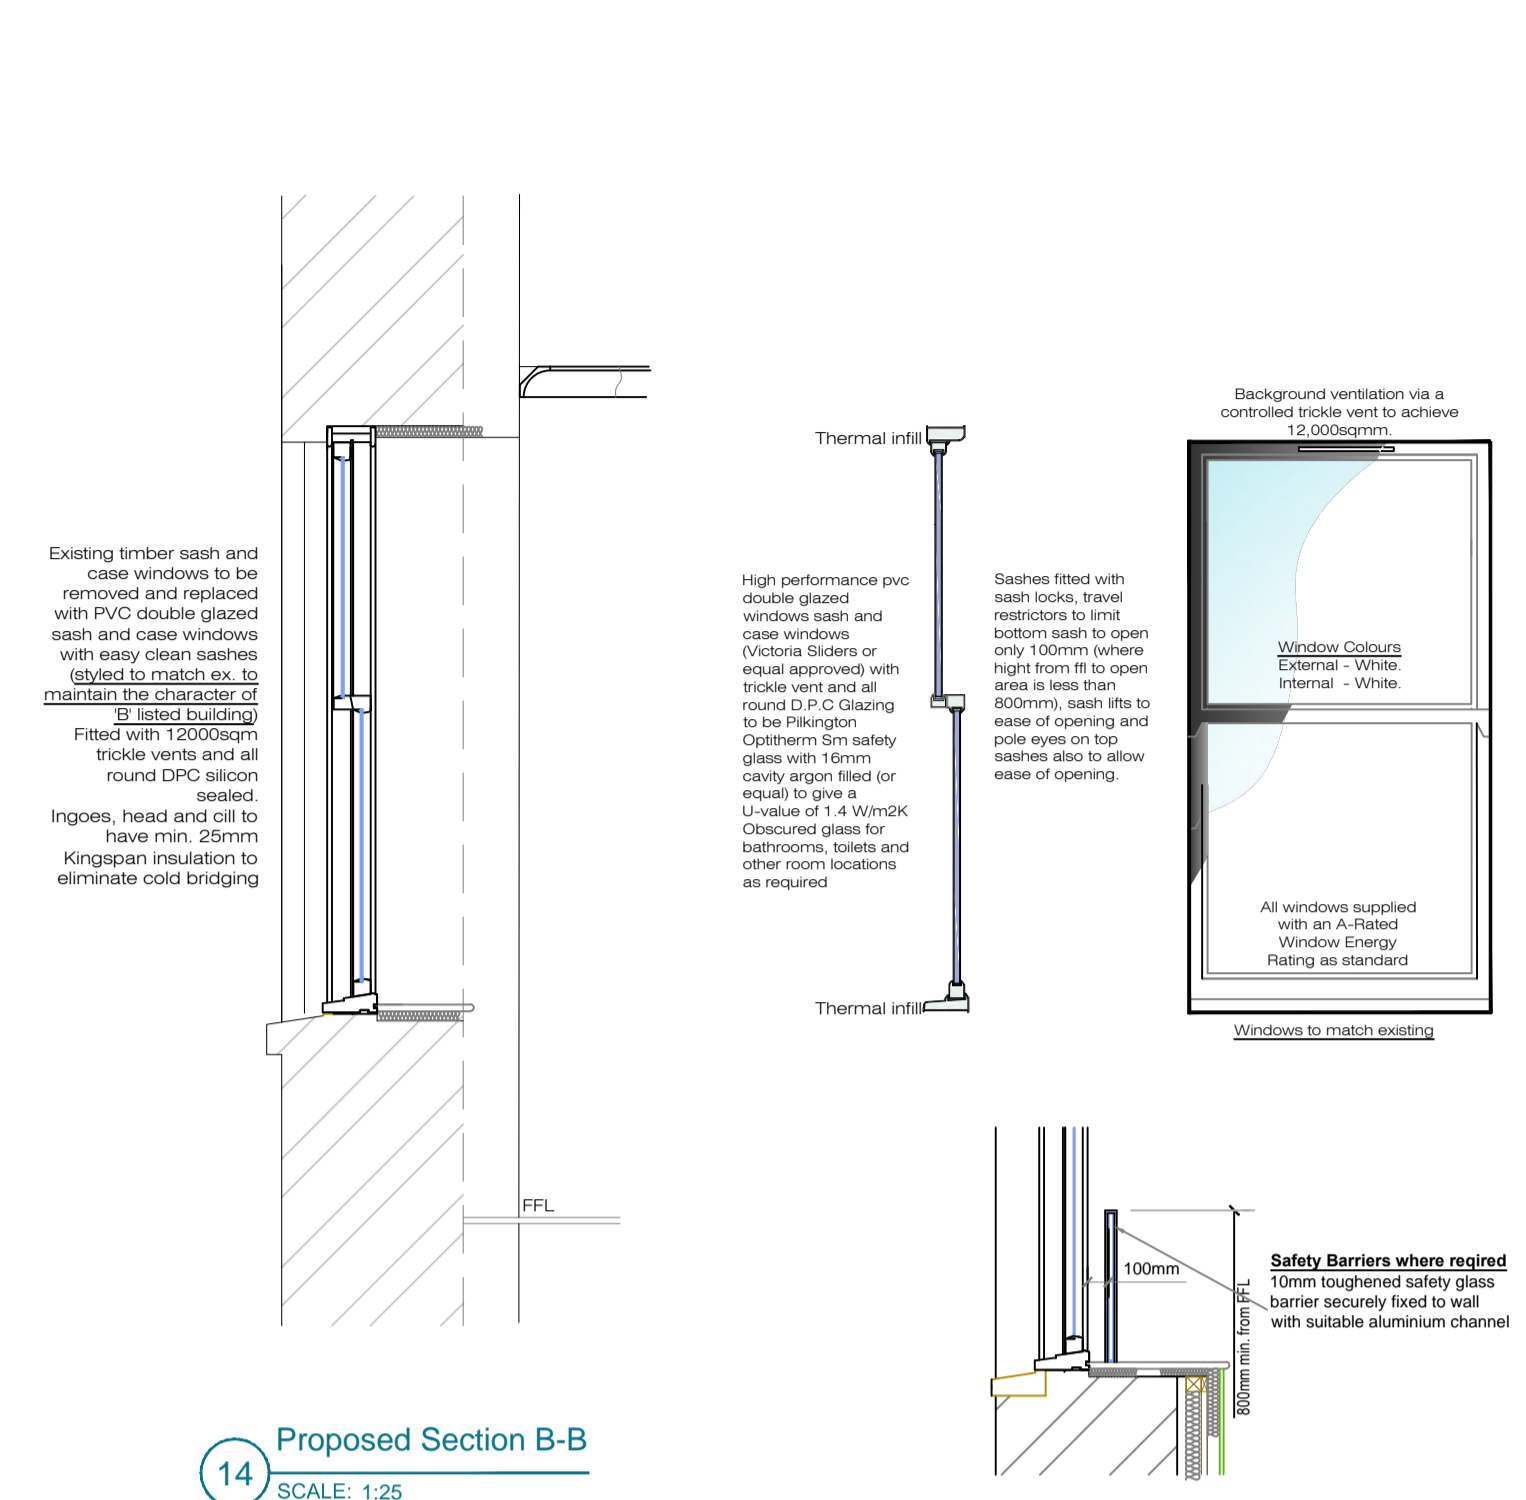 Existing timber sash and
case windows to be
removed and replaced
with PVC double glazed
sash and case windows
with easy clean sashes
(styled to match ex. to
maintain the character of
'B' listed building)
Fitted with 12000sqm
trickle vents and all
round DPC silicon
sealed.
Ingoes, head and cill to
have min. 25mm
Kingspan insulation to
eliminate cold bridging
FFL
Thermal infill
High performance pvc
double glazed
windows sash and
case windows
(Victoria Sliders or
equal approved) with
trickle vent and all
round D.P.C Glazing
to be Pilkington
Optitherm Sm safety
glass with 16mm
cavity argon filled (or
equal) to give a
U-value of 1.4 W/m2K
Obscured glass for
bathrooms, toilets and
other room locations
as required
Thermal infill
Sashes fitted with
sash locks, travel
restrictors to limit
bottom sash to open
only 100mm (where
hight from ffl to open
area is less than
800mm), sash lifts to
ease of opening and
pole eyes on top
sashes also to allow
ease of opening.
Background ventilation via a
controlled trickle vent to achieve
12,000sqmm.
Window Colours
External - White.
Internal - White.
All windows supplied
with an A-Rated
Window Energy
Rating as standard
Windows to match existing
100mm
800mm min. from FFL
Safety Barriers where reqired
10mm toughened safety glass
barrier securely fixed to wall
with suitable aluminium channel
14
Proposed Section B-B
SCALE: 1:25